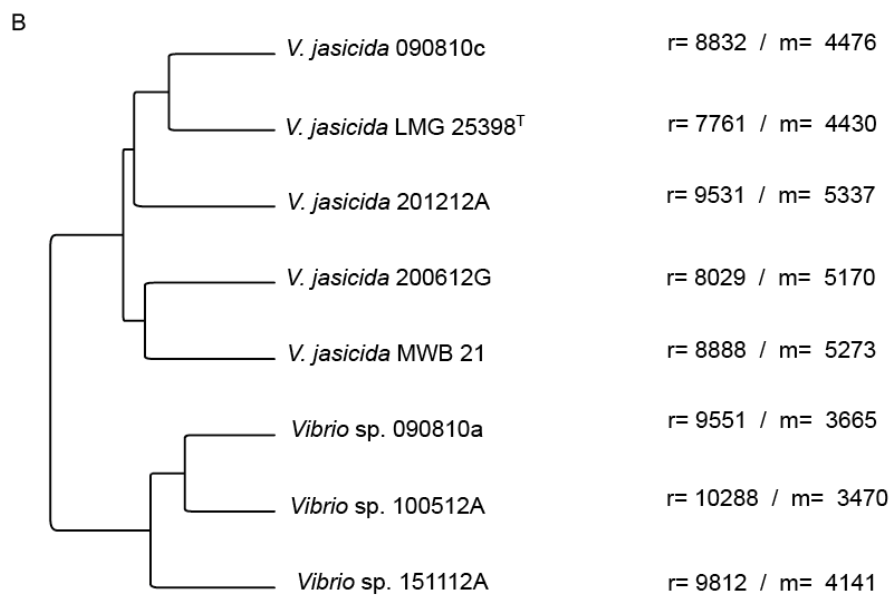 B
V. jasicida 090810c r= 8832 / m= 4476
V. jasicida LMG 25398ᵀ r= 7761 / m= 4430
V. jasicida 201212A r= 9531 / m= 5337
V. jasicida 200612G r= 8029 / m= 5170
V. jasicida MWB 21 r= 8888 / m= 5273
Vibrio sp. 090810a r= 9551 / m= 3665
Vibrio sp. 100512A r= 10288 / m= 3470
Vibrio sp. 151112A r= 9812 / m= 4141